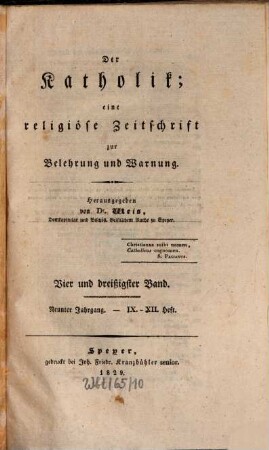 Der
Katholik;
eine
religiöse Zeitschrift
zur
Belehrung und Warnung.
Herausgegeben
von Dr. Weis,
Domkapitular und Bischöfl. Geistlichem Rathe zu Speyer.
Christianus mihi nomen,
Catholicus cognomen.
S. Pacianus.
Vier und dreißigster Band.
Neunter Jahrgang. — IX. - XII. Heft.
Speyer,
gedruckt bei Joh. Friedr. Kranzbühler senior.
1829.